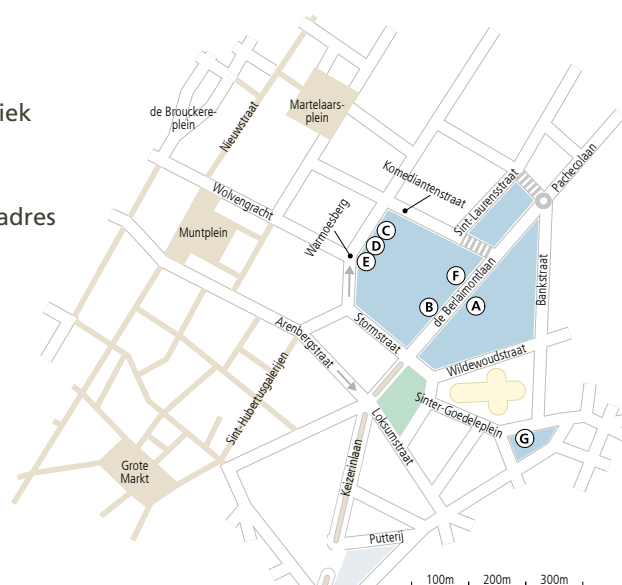 iek
adres
de Brouckere-
plein
Nieuwstraat
Martelaars-
plein
Komediantenstraat
Sint-Laurensstraat
Pachecolaan
Wolvengracht
Warmoesberg
Muntplein
C
D
E
F
B
A
de Berlaimontlaan
Bankstraat
Arenbergstraat
Stormstraat
Wildewoudstraat
Sint-Hubertusgalerijen
Sinter-Goedeleplein
G
Loksumstraat
Keizerinlaan
Grote
Markt
Putterij
100m 200m 300m